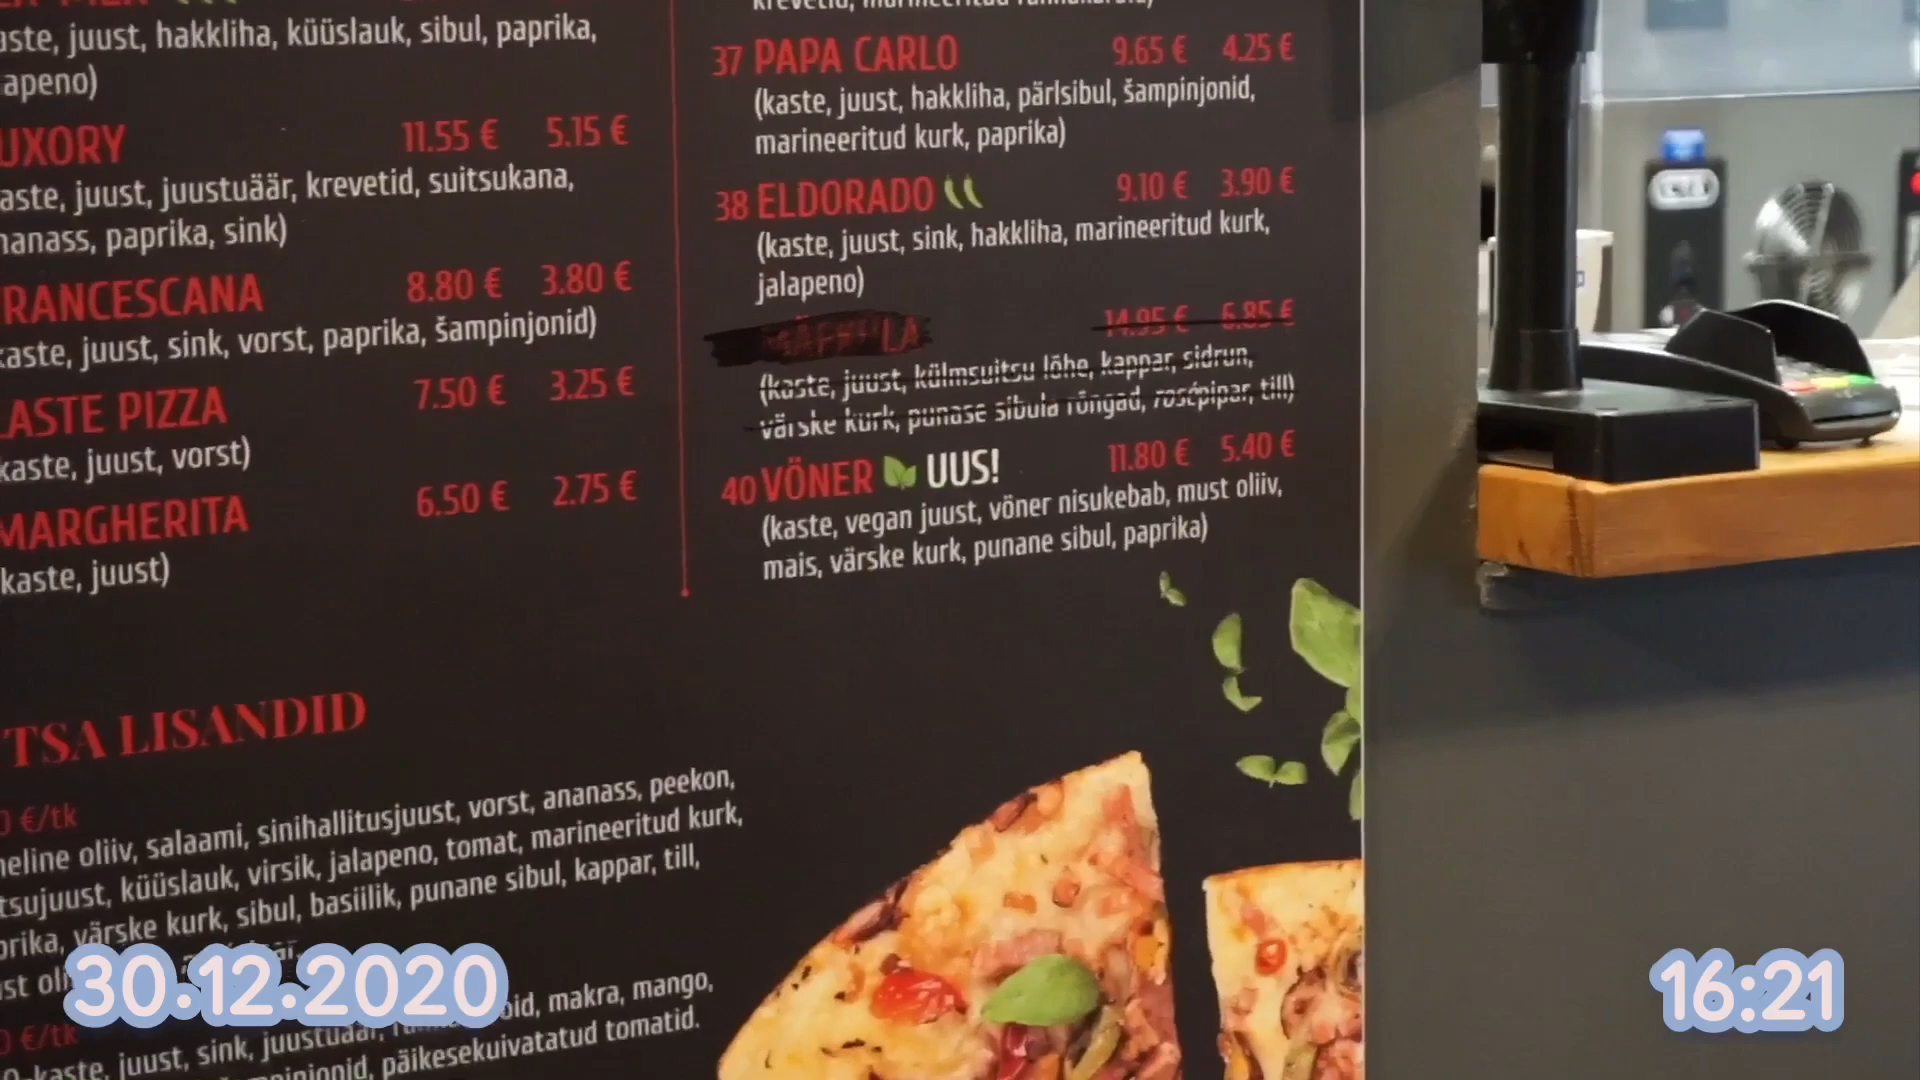 aste, juust, hakkliha, küüslauk, sibul, paprika,
apeno)
UXORY 11.55 € 5.15 €
aste, juust, juustuäär, krevetid, suitsukana,
nanass, paprika, sink)
FRANCESCANA 8.80 € 3.80 €
kaste, juust, sink, vorst, paprika, šampinjonid)
LASTE PIZZA 7.50 € 3.25 €
kaste, juust, vorst)
MARGHERITA 6.50 € 2.75 €
kaste, juust)
37 PAPA CARLO 9.65 € 4.25 €
(kaste, juust, hakkliha, pärlsibul, šampinjonid,
marineeritud kurk, paprika)
38 ELDORADO 9.10 € 3.90 €
(kaste, juust, sink, hakkliha, marineeritud kurk,
jalapeno)
14.95 € 6.85 €
(kaste, juust, külmsuitsu lõhe, kappar, sidrun,
värske kurk, punase sibula rõngad, rosépipar, till)
40 VÖNER UUS! 11.80 € 5.40 €
(kaste, vegan juust, vöner nisukebab, must oliiv,
mais, värske kurk, punane sibul, paprika)
TSA LISANDID
0 €/tk
neline oliiv, salaami, sinihallitusjuust, vorst, ananass, peekon,
tsujuust, küüslauk, virsik, jalapeno, tomat, marineeritud kurk,
prika, värske kurk, sibul, basiilik, punane sibul, kappar, till,
0 €/tk
makra, mango,
kaste, juust, sink, juustuäär,
päikesekuivatatud tomatid.
30.12.2020
16:21